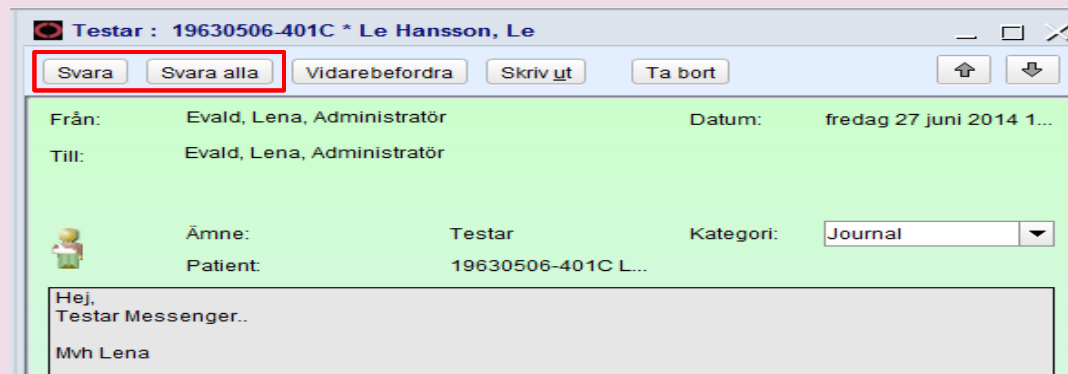 Testar : 19630506-401C * Le Hansson, Le
Svara Svara alla Vidarebefordra Skriv ut Ta bort
Från: Evald, Lena, Administratör Datum: fredag 27 juni 2014 1...
Till: Evald, Lena, Administratör
Ämne: Testar Kategori: Journal
Patient: 19630506-401C L...
Hej,
Testar Messenger..
Mvh Lena